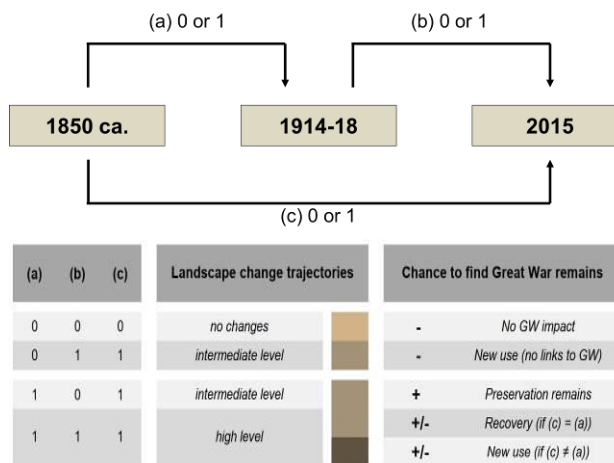 (a) 0 or 1
(b) 0 or 1
1850 ca.
1914-18
2015
(c) 0 or 1
(a) (b) (c) Landscape change trajectories Chance to find Great War remains
0 0 0 no changes - No GW impact
0 1 1 intermediate level - New use (no links to GW)
1 0 1 intermediate level + Preservation remains
1 1 1 high level +/- Recovery (if (c) = (a))
+/- New use (if (c) ≠ (a))